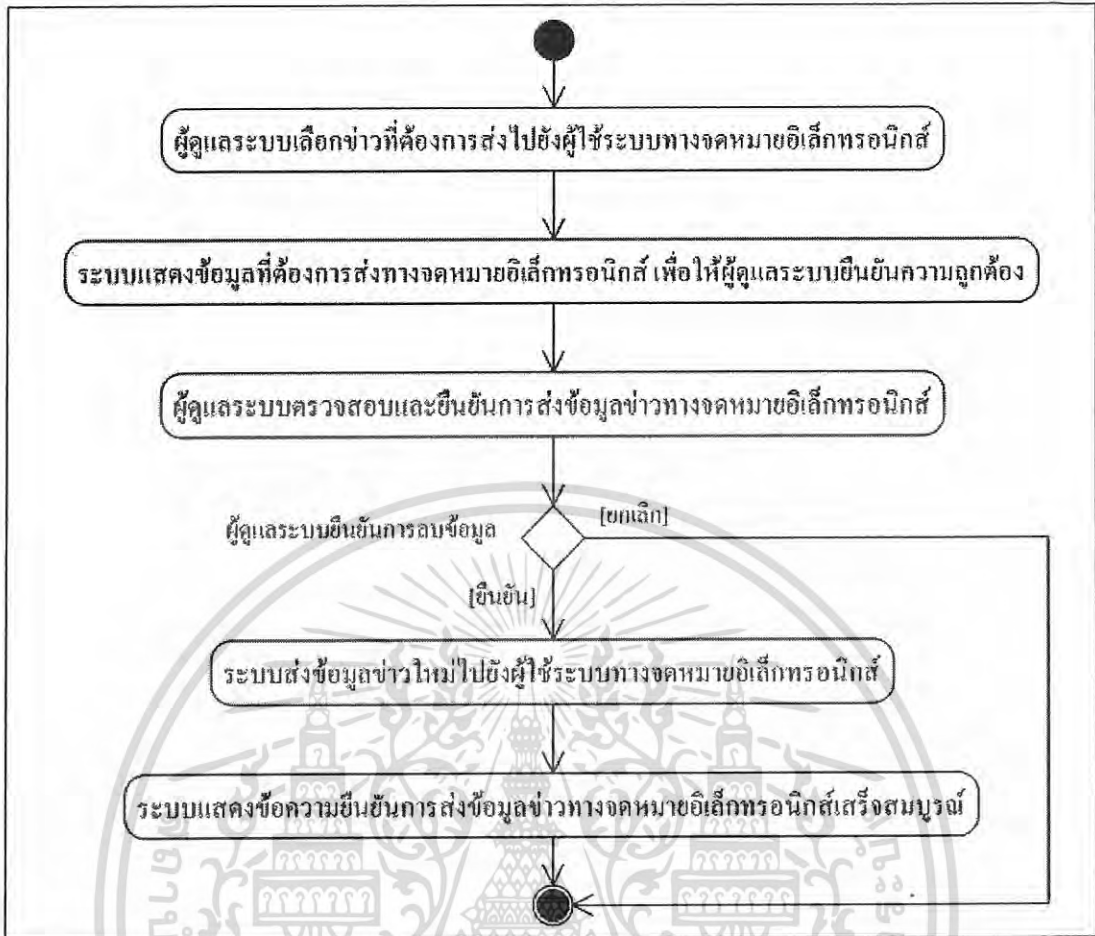 ผู้ดูแลระบบเลือกข่าวที่ต้องการส่งไปยังผู้ใช้ระบบทางจดหมายอิเล็กทรอนิกส์
ระบบแสดงข้อมูลที่ต้องการส่งทางจดหมายอิเล็กทรอนิกส์ เพื่อให้ผู้ดูแลระบบยืนยันความถูกต้อง
ผู้ดูแลระบบตรวจสอบและยืนยันการส่งข้อมูลข่าวทางจดหมายอิเล็กทรอนิกส์
[ยกเลิก]
ผู้ดูแลระบบยืนยันการลบข้อมูล
[ยืนยัน]
ระบบส่งข้อมูลข่าวใหม่ไปยังผู้ใช้ระบบทางจดหมายอิเล็กทรอนิกส์
ระบบแสดงข้อความยืนยันการส่งข้อมูลข่าวทางจดหมายอิเล็กทรอนิกส์เสร็จสมบูรณ์